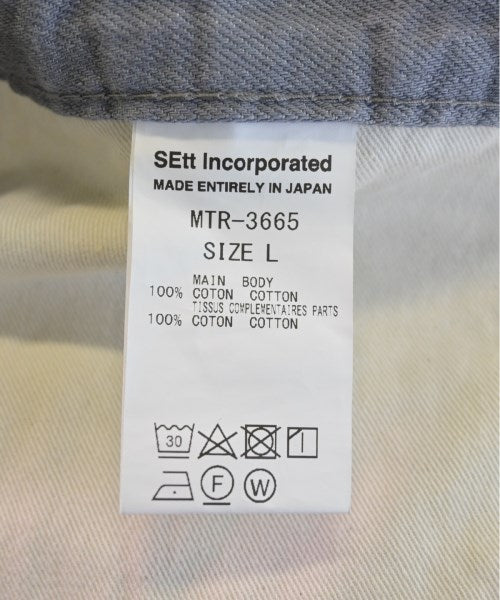 SEtt Incorporated
MADE ENTIRELY IN JAPAN
MTR-3665
SIZE L
MAIN BODY
100% COTON COTTON
TISSUS COMPLEMENTAIRES PARTS
100% COTON COTTON
30
F W